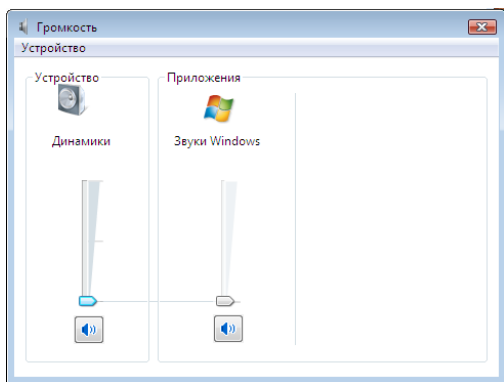 Громкость
Устройство
Устройство
Приложения
Динамики
Звуки Windows